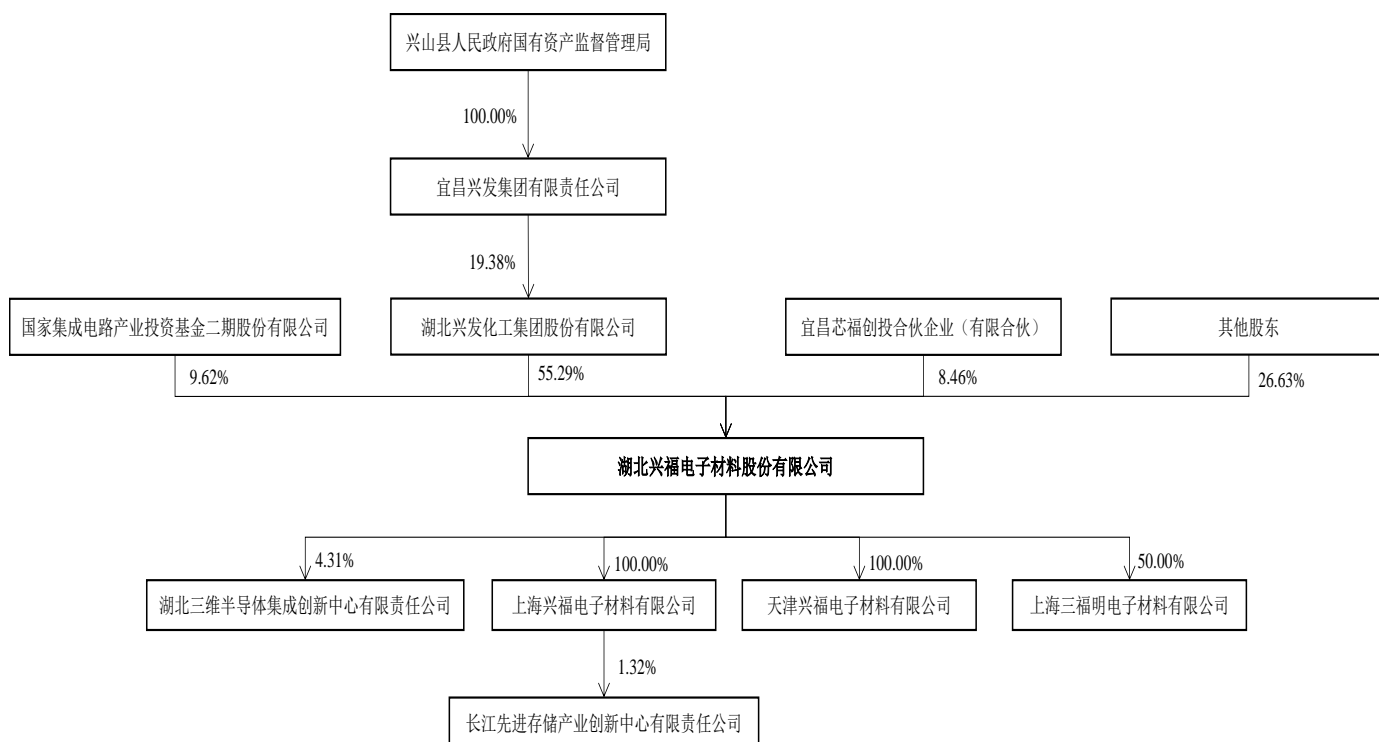 兴山县人民政府国有资产监督管理局
100.00%
宜昌兴发集团有限责任公司
19.38%
国家集成电路产业投资基金二期股份有限公司
湖北兴发化工集团股份有限公司
宜昌芯福创投合伙企业（有限合伙）
其他股东
9.62%
55.29%
8.46%
26.63%
湖北兴福电子材料股份有限公司
4.31%
100.00%
100.00%
50.00%
湖北三维半导体集成创新中心有限责任公司
上海兴福电子材料有限公司
天津兴福电子材料有限公司
上海三福明电子材料有限公司
1.32%
长江先进存储产业创新中心有限责任公司